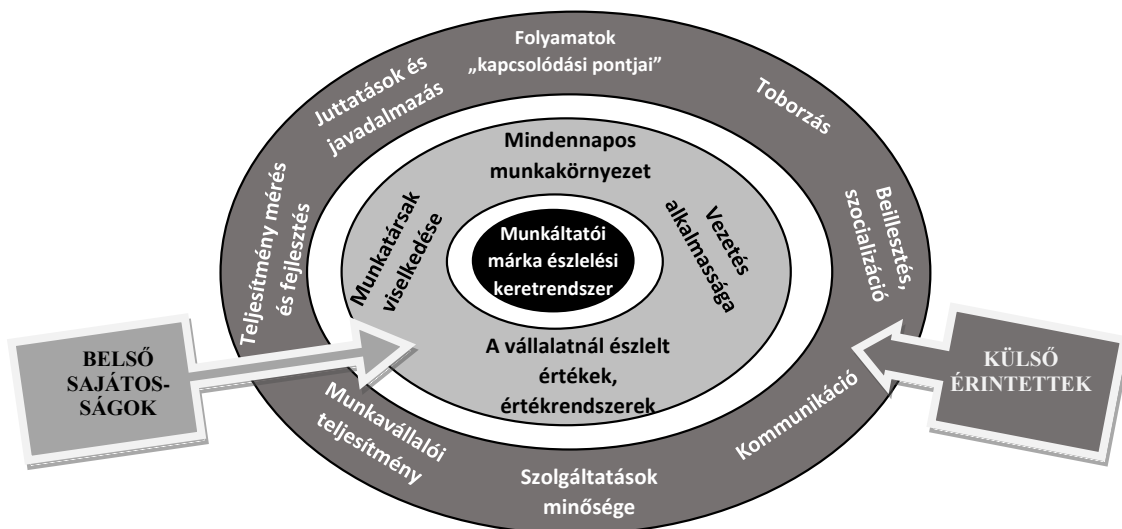 Folyamatok
„kapcsolódási pontjai”
Toborzás
Beillesztés,
szocializáció
Kommunikáció
Szolgáltatások
minősége
Munkavállalói
teljesítmény
Teljesítmény mérés
és fejlesztés
Juttatások és
javadalmazás
Mindennapos
munkakörnyezet
Vezetés
alkalmassága
A vállalatnál észlelt
értékek,
értékrendszerek
Munkatársak
viselkedése
Munkáltatói
márka észlelési
keretrendszer
BELSŐ
SAJÁTOS-
SÁGOK
KÜLSŐ
ÉRINTETTEK